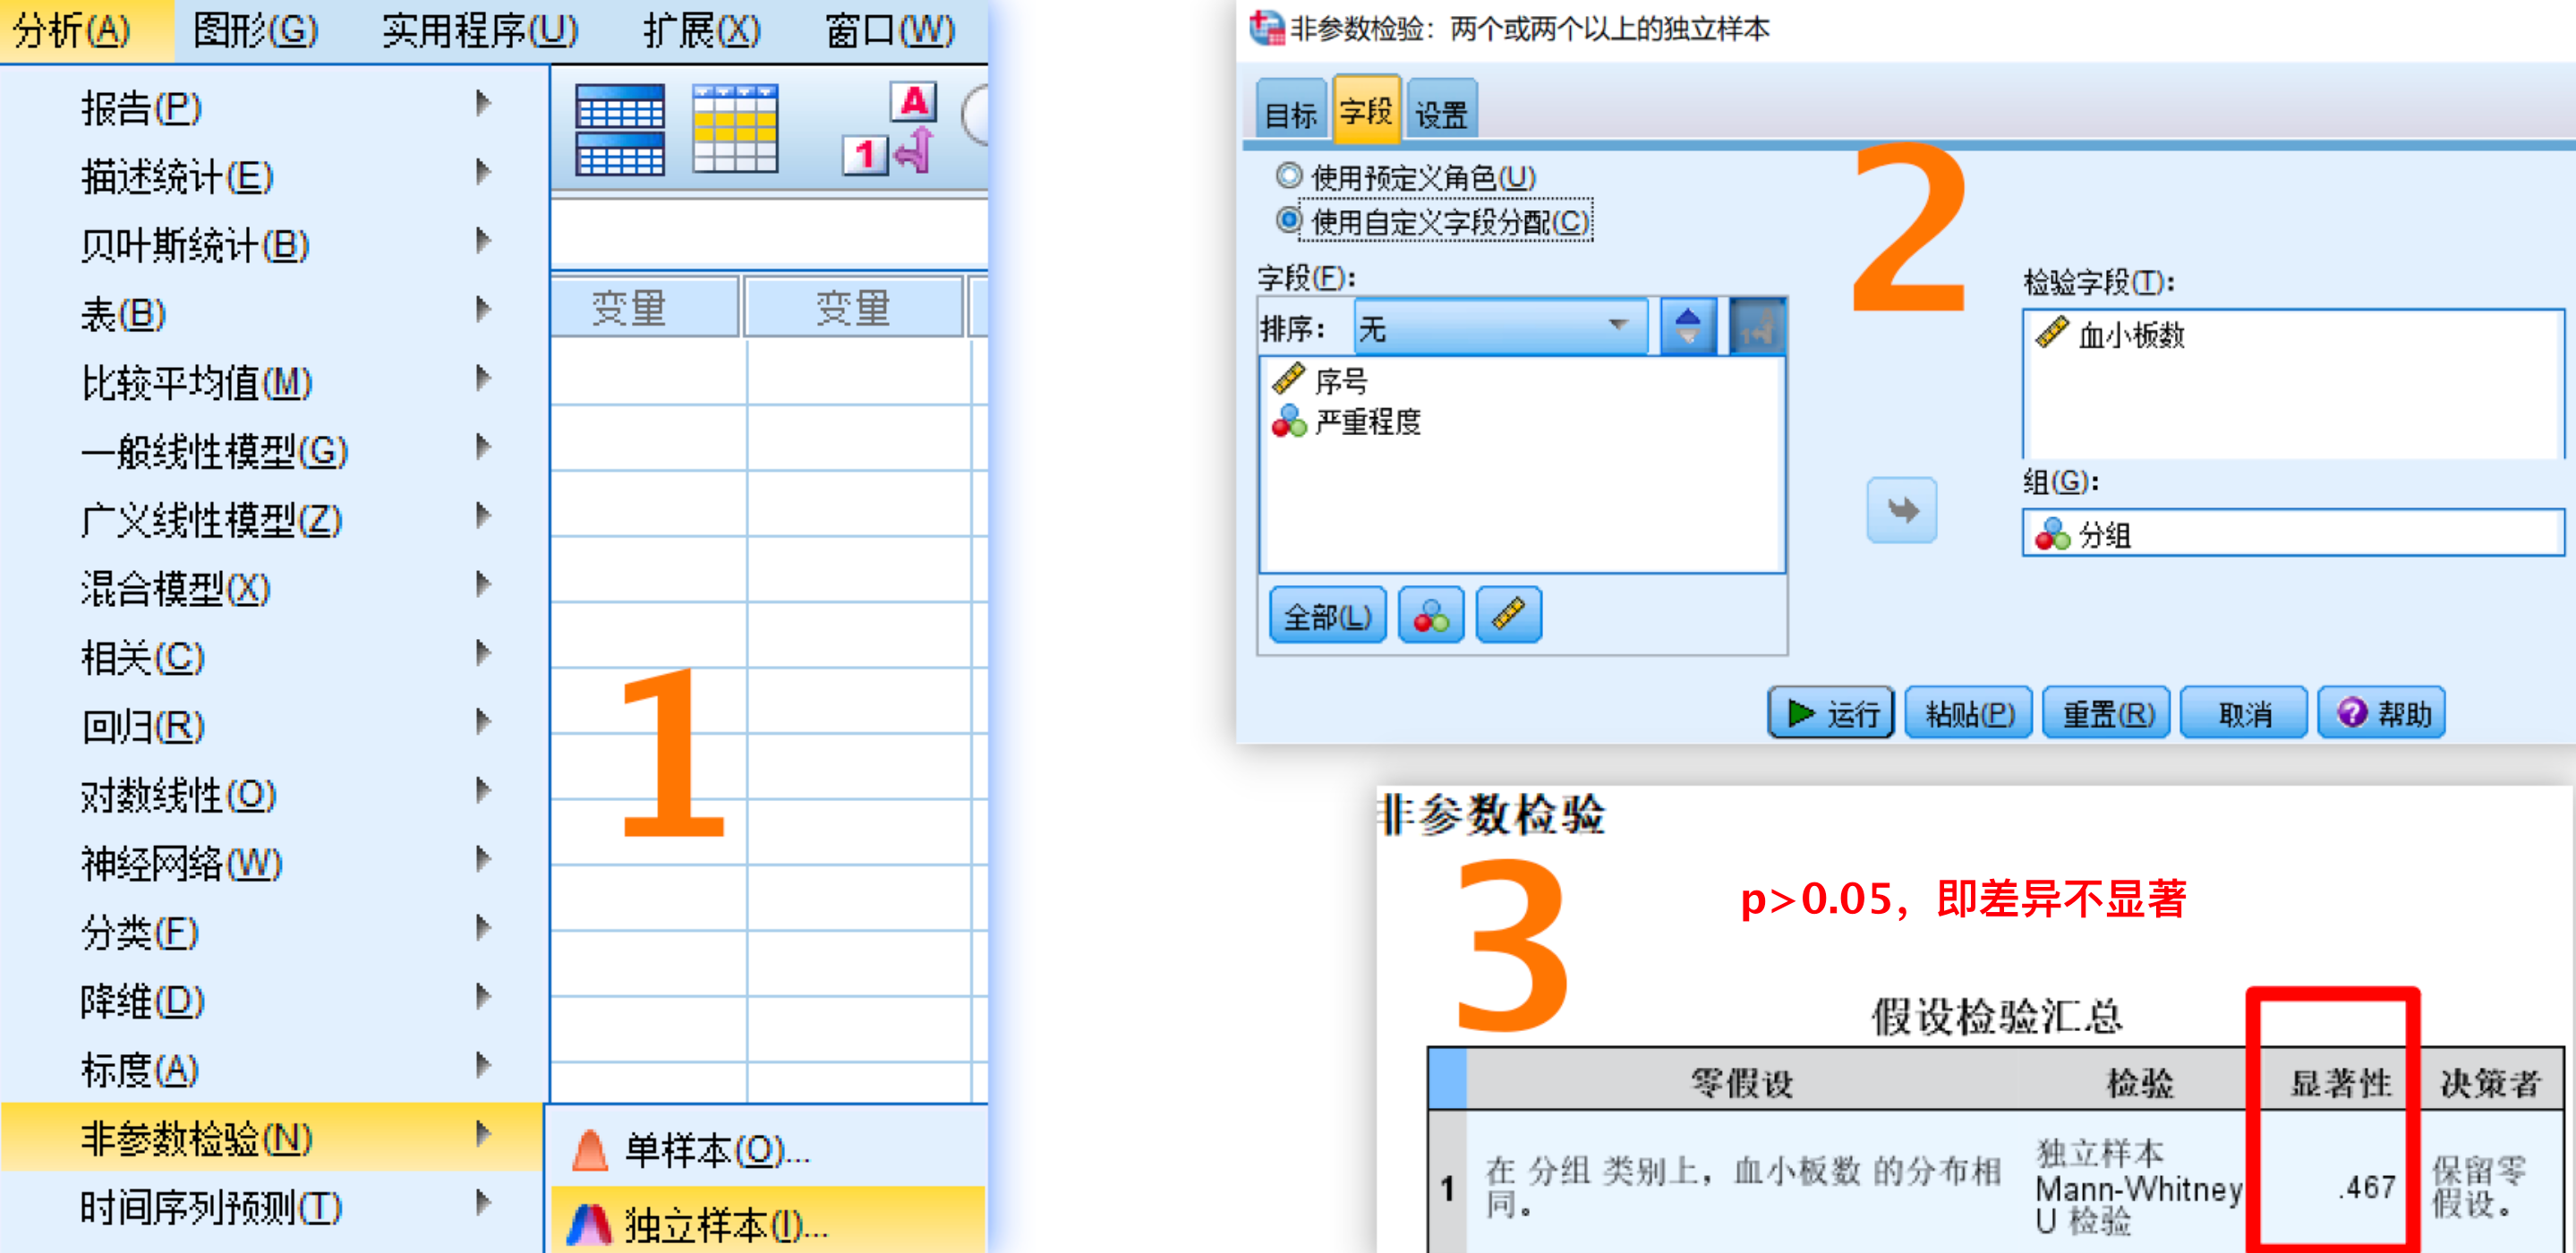 分析(A) 图形(G) 实用程序(U) 扩展(X) 窗口(W)
报告(P)
描述统计(E)
贝叶斯统计(B)
表(B)
比较平均值(M)
一般线性模型(G)
广义线性模型(Z)
混合模型(X)
相关(C)
回归(R)
对数线性(O)
神经网络(W)
分类(F)
降维(D)
标度(A)
非参数检验(N)
时间序列预测(T)
A
1
变量 变量
1
单样本(O)...
独立样本(I)...
非参数检验：两个或两个以上的独立样本
目标 字段 设置
2
使用预定义角色(U)
使用自定义字段分配(C)
字段(F):
排序： 无
序号
严重程度
全部(L)
检验字段(T):
血小板数
组(G):
分组
运行 粘贴(P) 重置(R) 取消 帮助
非参数检验
3
p>0.05，即差异不显著
假设检验汇总
零假设 检验 显著性 决策者
1 在 分组 类别上，血小板数 的分布相同。 独立样本 Mann-Whitney U 检验 .467 保留零假设。